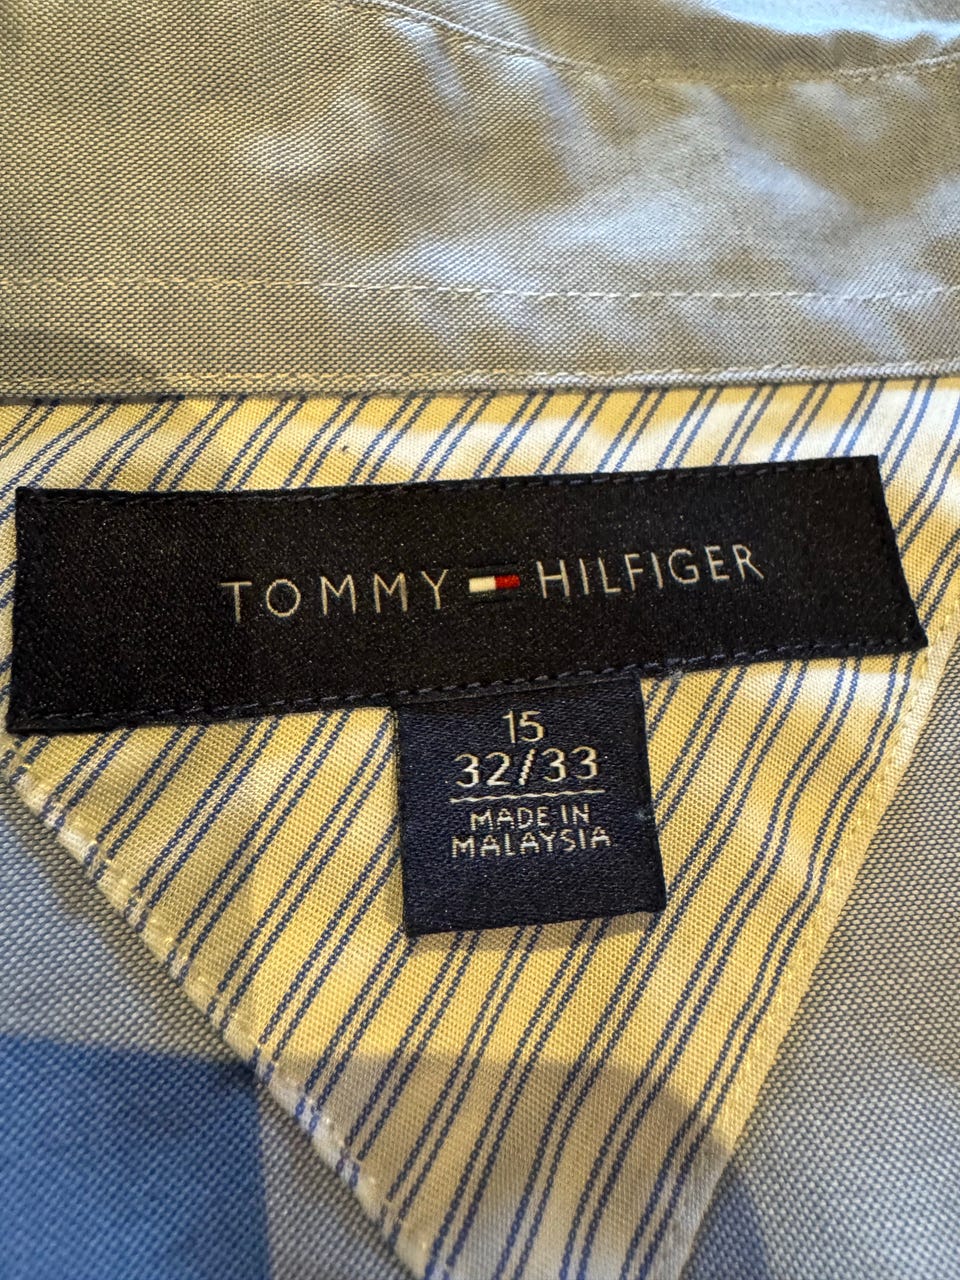 TOMMY HILFIGER
15
32/33
MADE IN
MALAYSIA